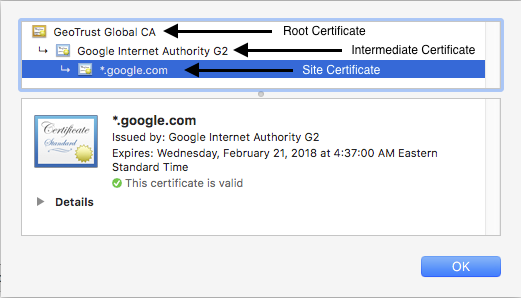 GeoTrust Global CA Root Certificate
Google Internet Authority G2 Intermediate Certificate
*.google.com Site Certificate
*.google.com
Certificate
Standard
Issued by: Google Internet Authority G2
Expires: Wednesday, February 21, 2018 at 4:37:00 AM Eastern
Standard Time
This certificate is valid
Details
OK